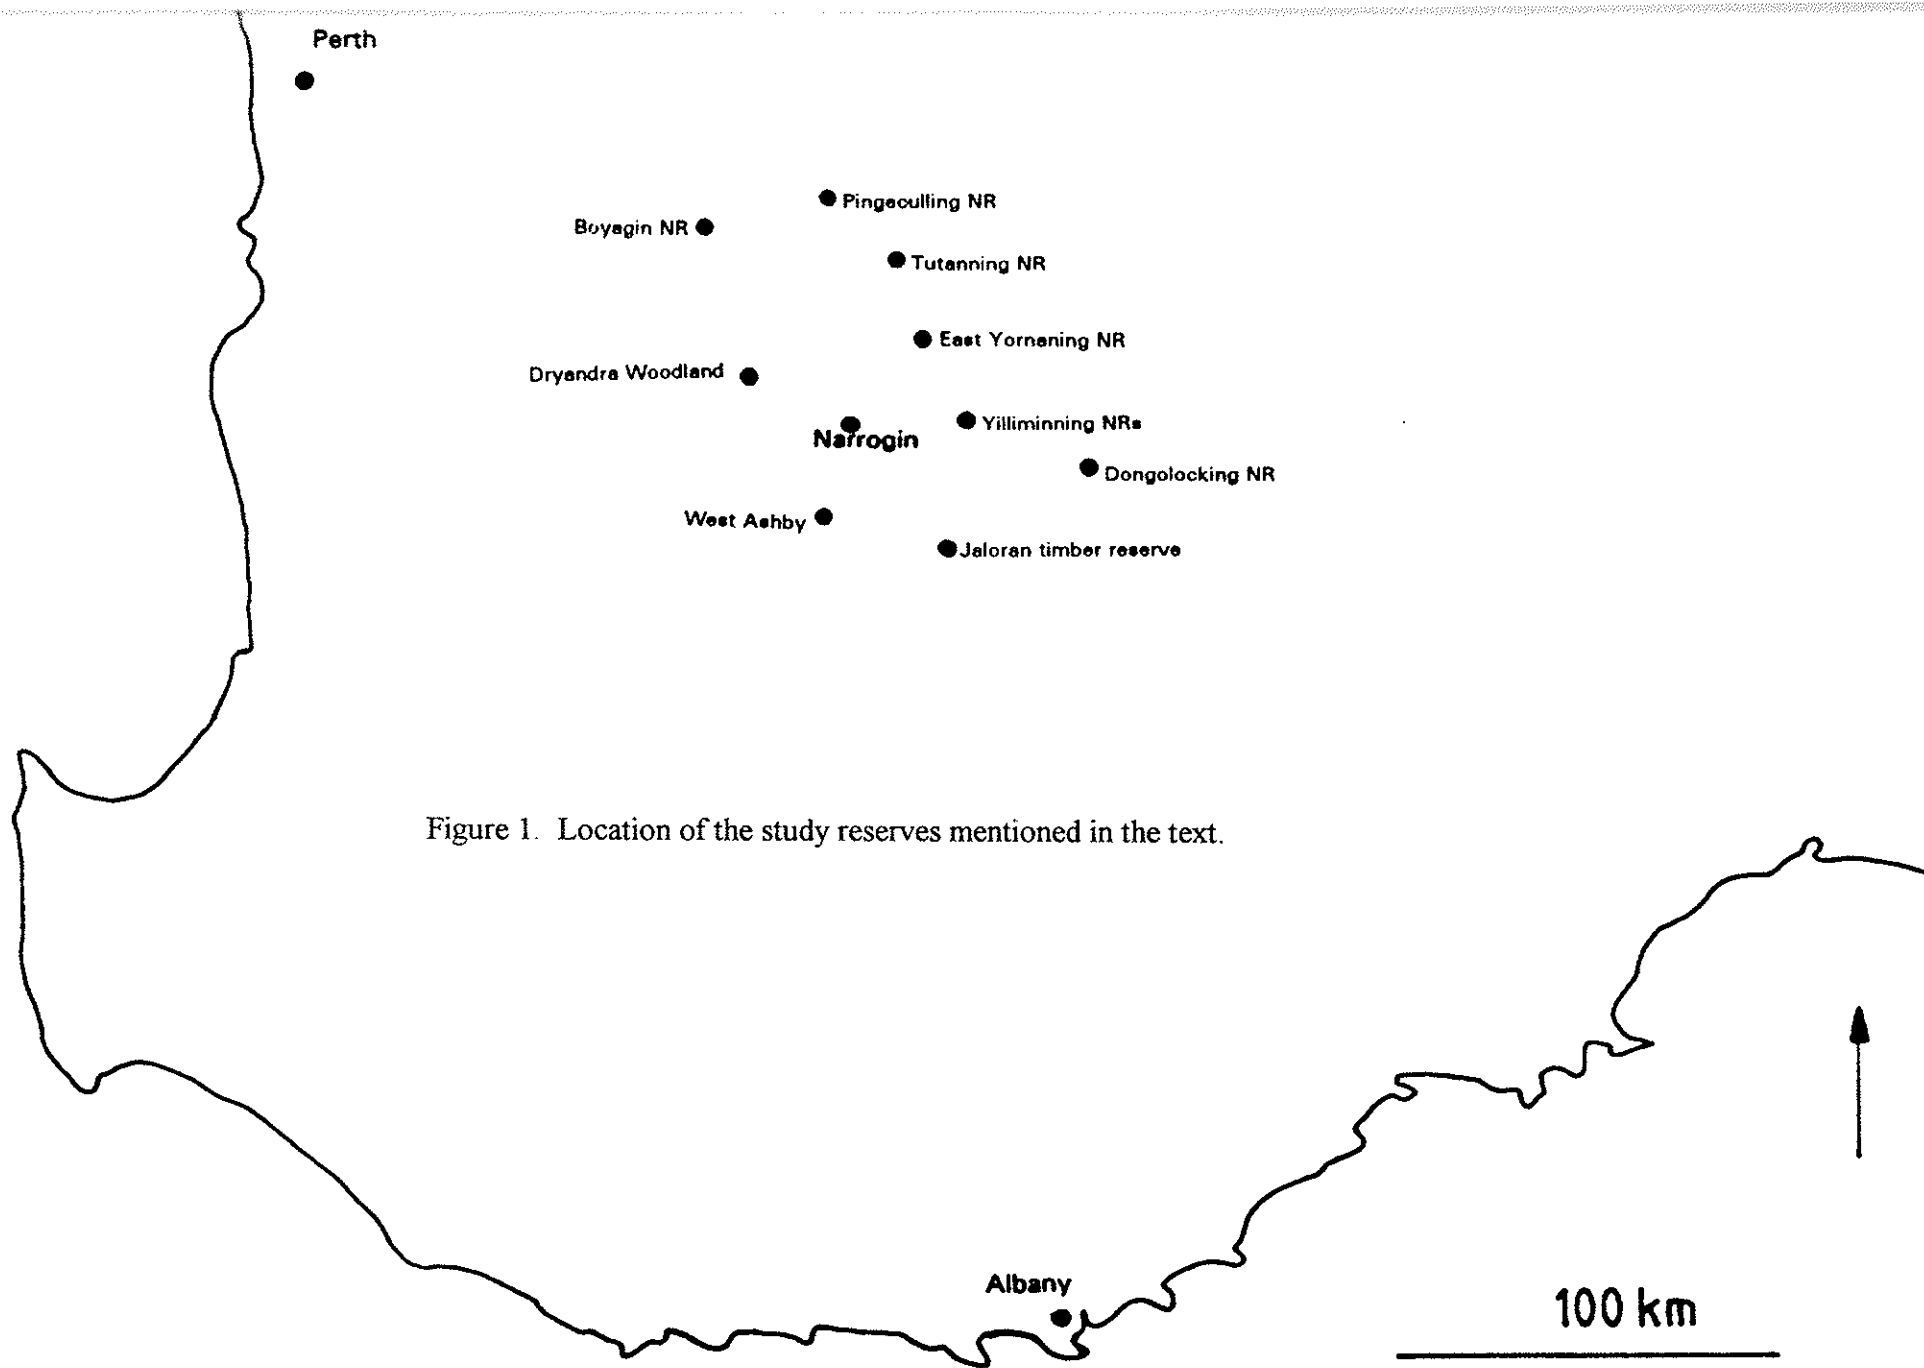 Perth
Pingeculling NR
Boyagin NR
Tutanning NR
East Yornaning NR
Dryandra Woodland
Yilliminning NRs
Narrogin
Dongolocking NR
West Ashby
Jaloran timber reserve
Figure 1. Location of the study reserves mentioned in the text.
Albany
100 km